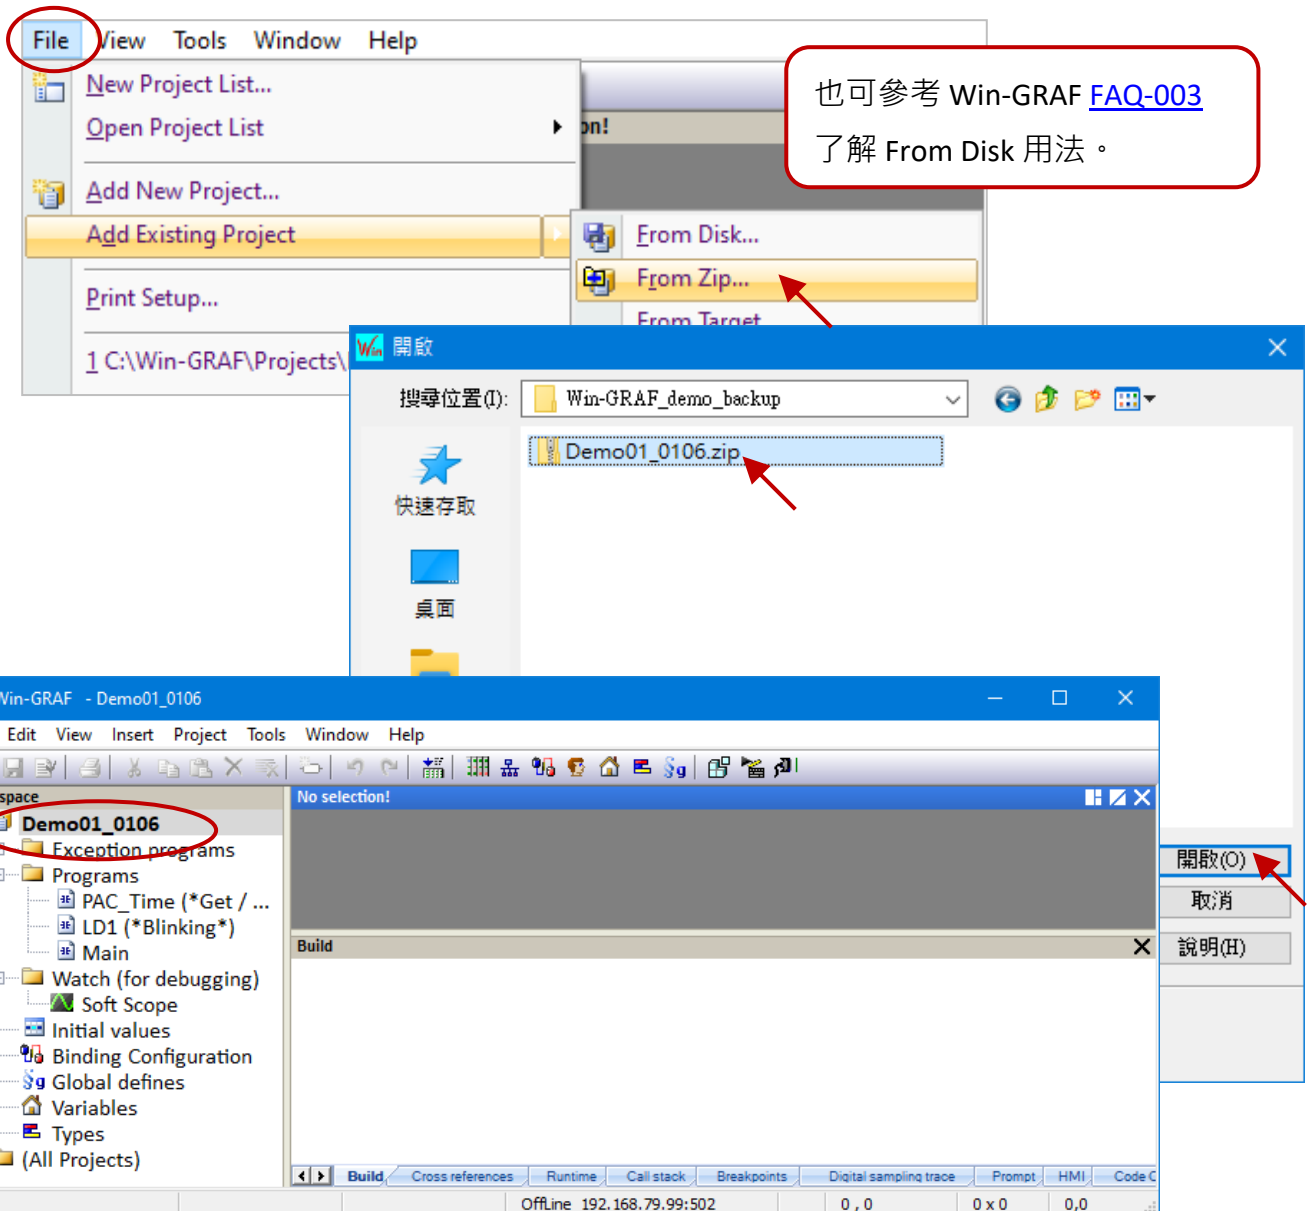 File View Tools Window Help
New Project List...
Open Project List
on!
也可參考 Win-GRAF FAQ-003
了解 From Disk 用法。
Add New Project...
Add Existing Project
From Disk...
From Zip...
Print Setup...
From Target
1 C:\Win-GRAF\Projects\
Win 開啟
搜尋位置(I): Win-GRAF_demo_backup
Demo01_0106.zip
快速存取
桌面
Win-GRAF - Demo01_0106
Edit View Insert Project Tools Window Help
space
No selection!
Demo01_0106
Exception programs
Programs
PAC_Time (*Get / ...
LD1 (*Blinking*)
Main
Watch (for debugging)
Soft Scope
Initial values
Binding Configuration
Global defines
Variables
Types
(All Projects)
Build
開啟(O)
取消
說明(H)
Build Cross references Runtime Call stack Breakpoints Digital sampling trace Prompt HMI Code C
OffLine 192.168.79.99:502 0 , 0 0 x 0 0,0